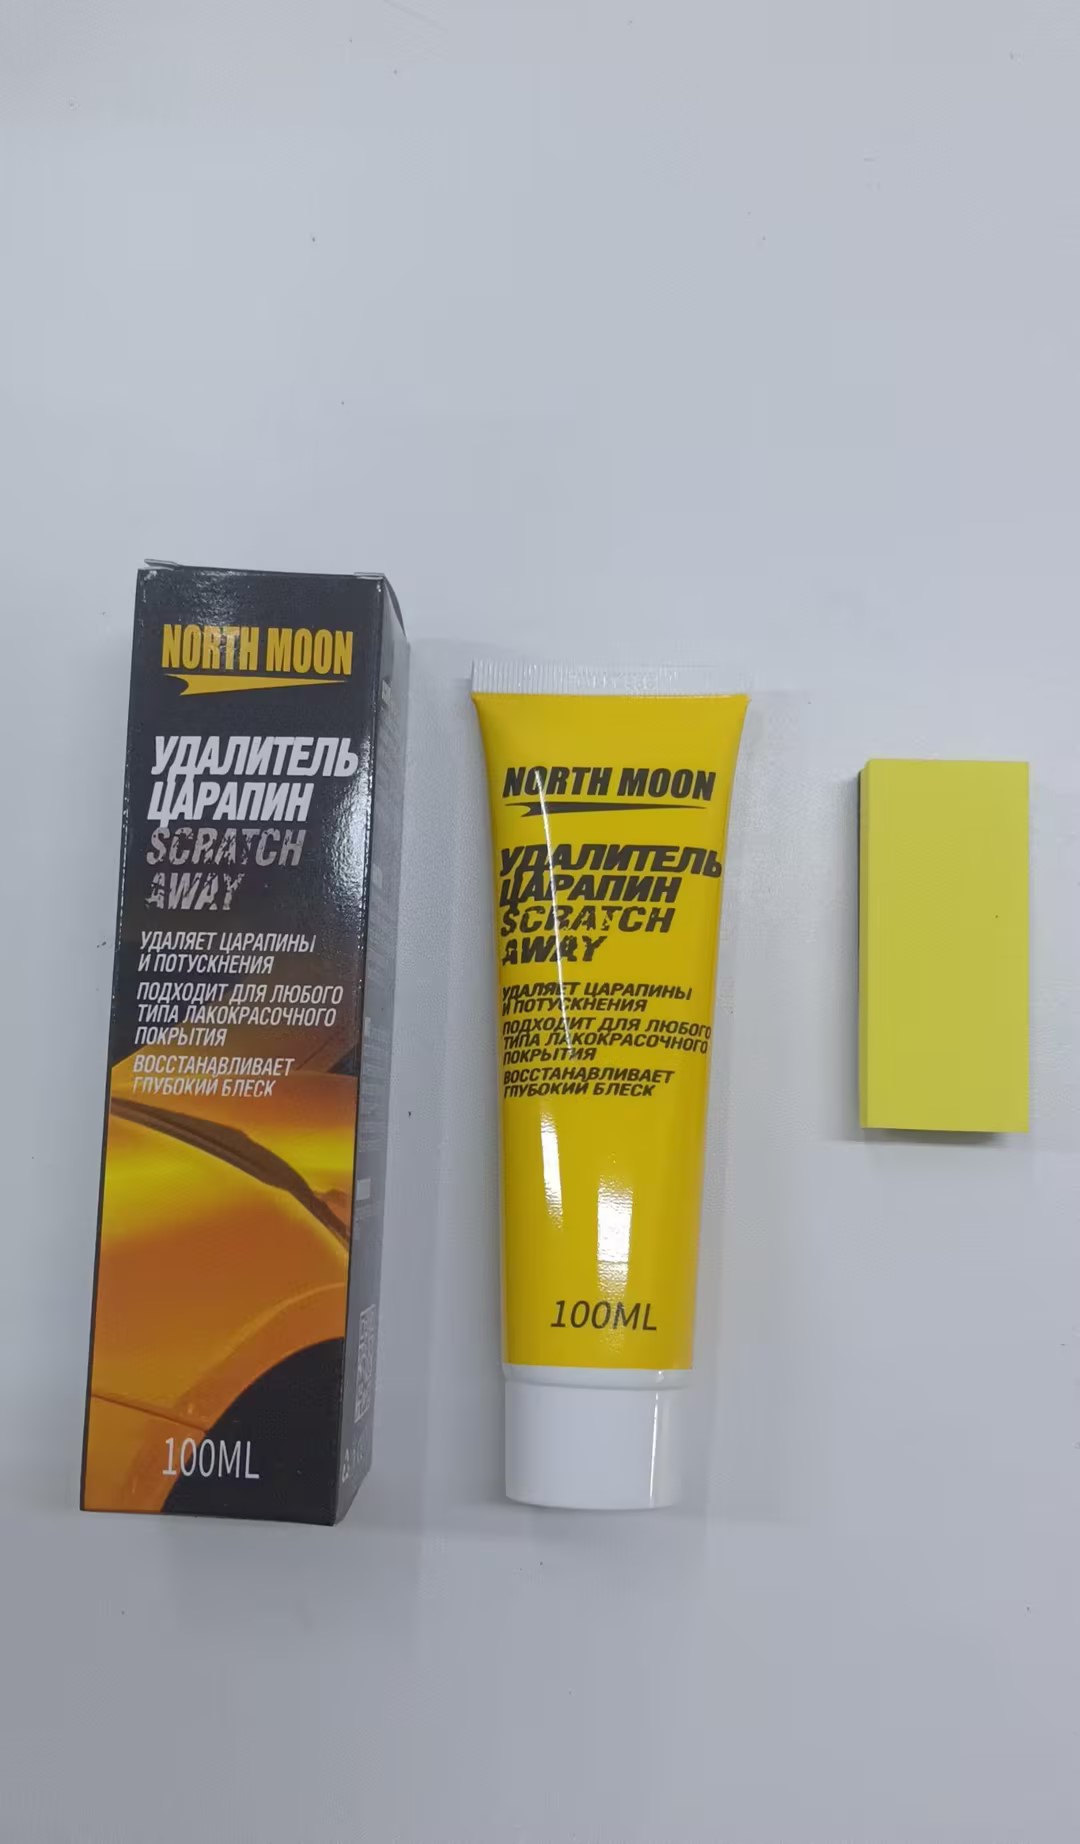 NORTH MOON
УДАЛИТЕЛЬ
ЦАРАПИН
SCRATCH
AWAY
УДАЛЯЕТ ЦАРАПИНЫ
И ПОТУСКНЕНИЯ
ПОДХОДИТ ДЛЯ ЛЮБОГО
ТИПА ЛАКОКРАСОЧНОГО
ПОКРЫТИЯ
ВОССТАНАВЛИВАЕТ
ГЛУБОКИЙ БЛЕСК
100ML
NORTH MOON
УДАЛИТЕЛЬ
ЦАРАПИН
SCRATCH
AWAY
УДАЛЯЕТ ЦАРАПИНЫ
И ПОТУСКНЕНИЯ
ПОДХОДИТ ДЛЯ ЛЮБОГО
ТИПА ЛАКОКРАСОЧНОГО
ПОКРЫТИЯ
ВОССТАНАВЛИВАЕТ
ГЛУБОКИЙ БЛЕСК
100ML